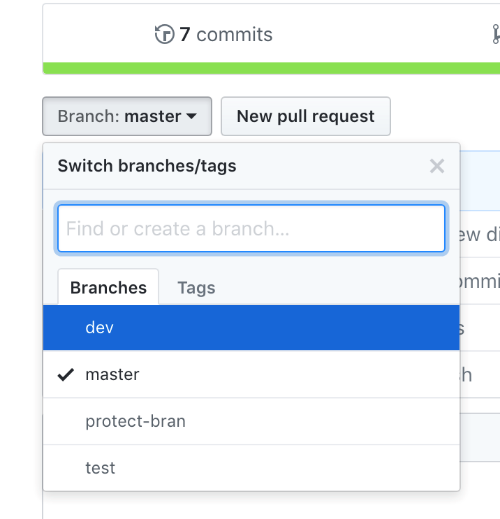 7 commits
Branch: master
New pull request
Switch branches/tags
Find or create a branch...
ew di
Branches
Tags
ommi
dev
s
master
h
protect-bran
test